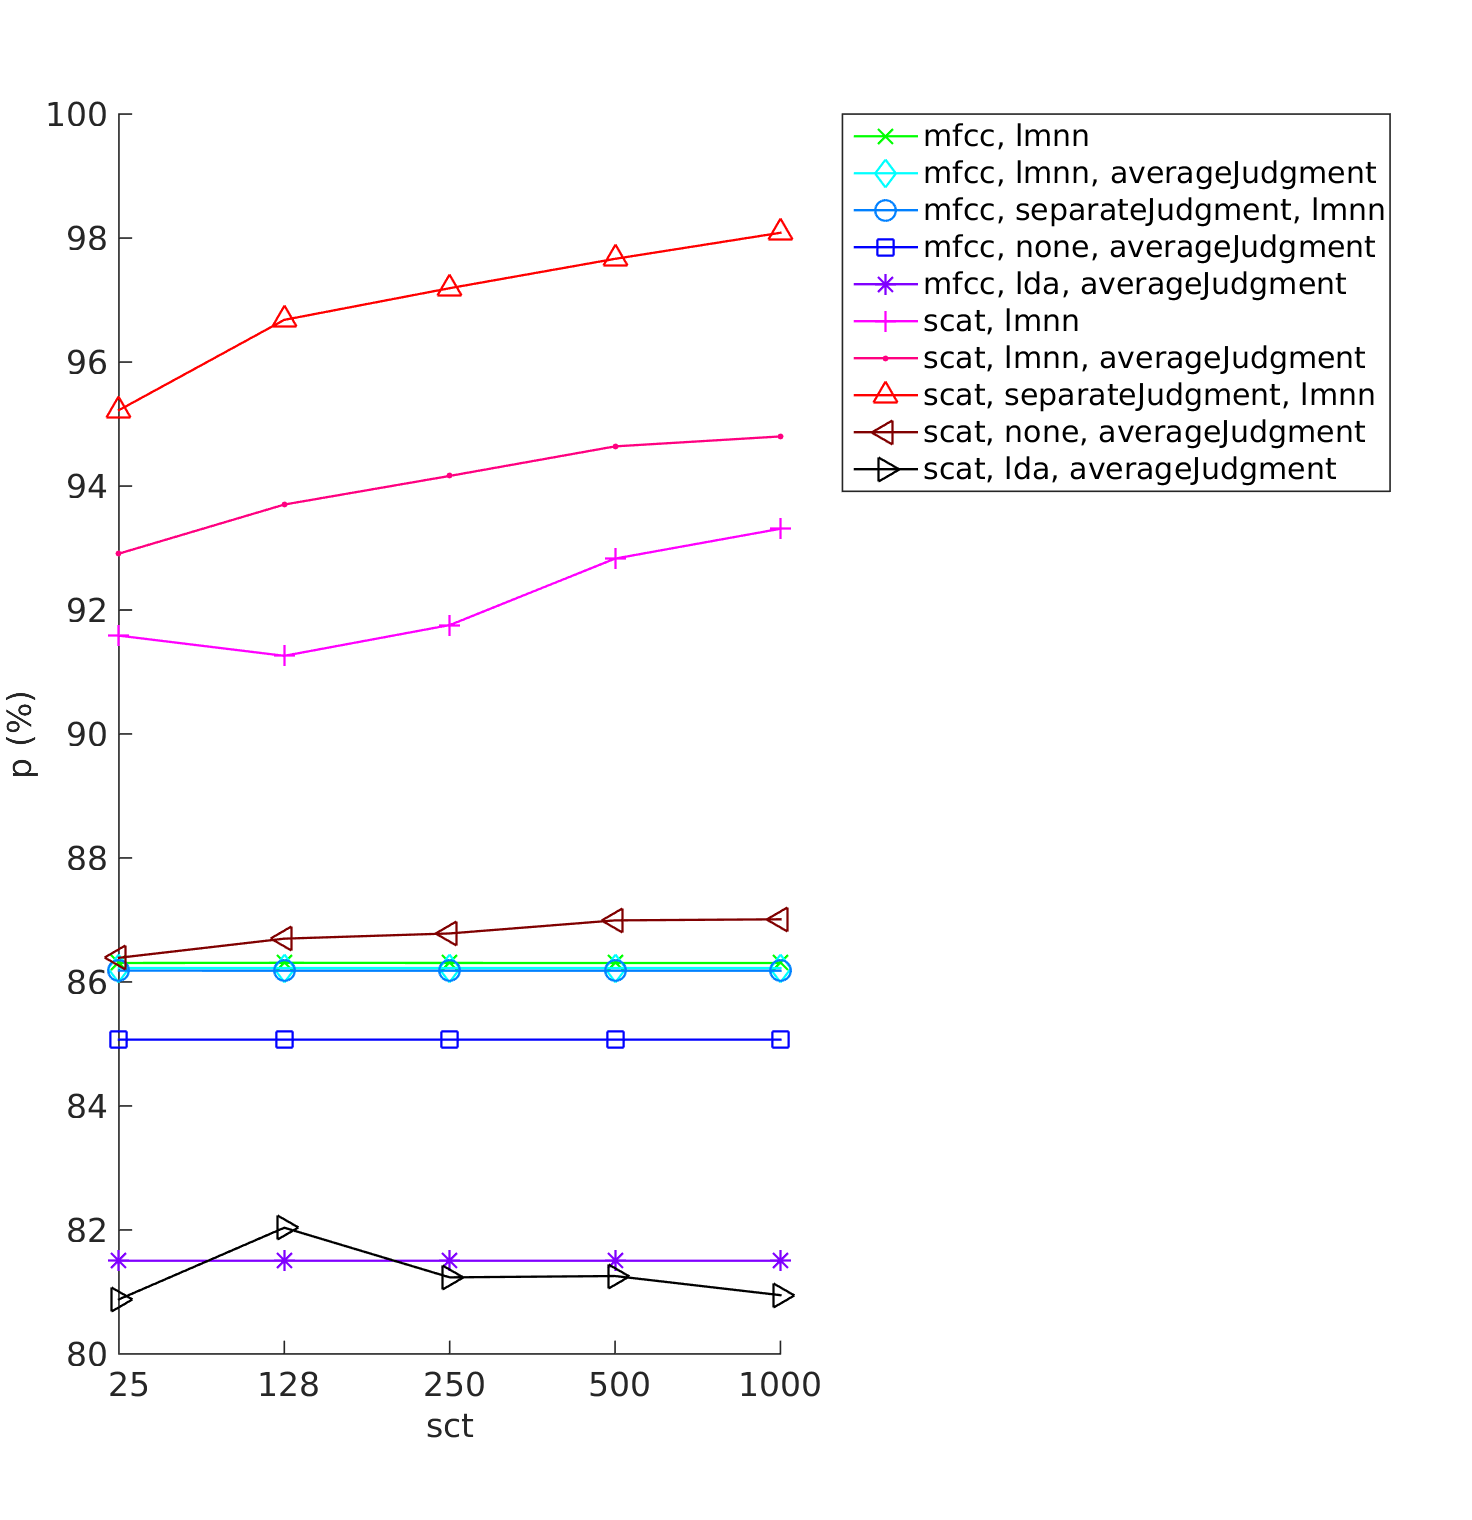 100
98
96
94
92
90
88
86
84
82
80
p (%)
25 128 250 500 1000
sct
mfcc, lmnn
mfcc, lmnn, averageJudgment
mfcc, separateJudgment, lmnn
mfcc, none, averageJudgment
mfcc, lda, averageJudgment
scat, lmnn
scat, lmnn, averageJudgment
scat, separateJudgment, lmnn
scat, none, averageJudgment
scat, lda, averageJudgment